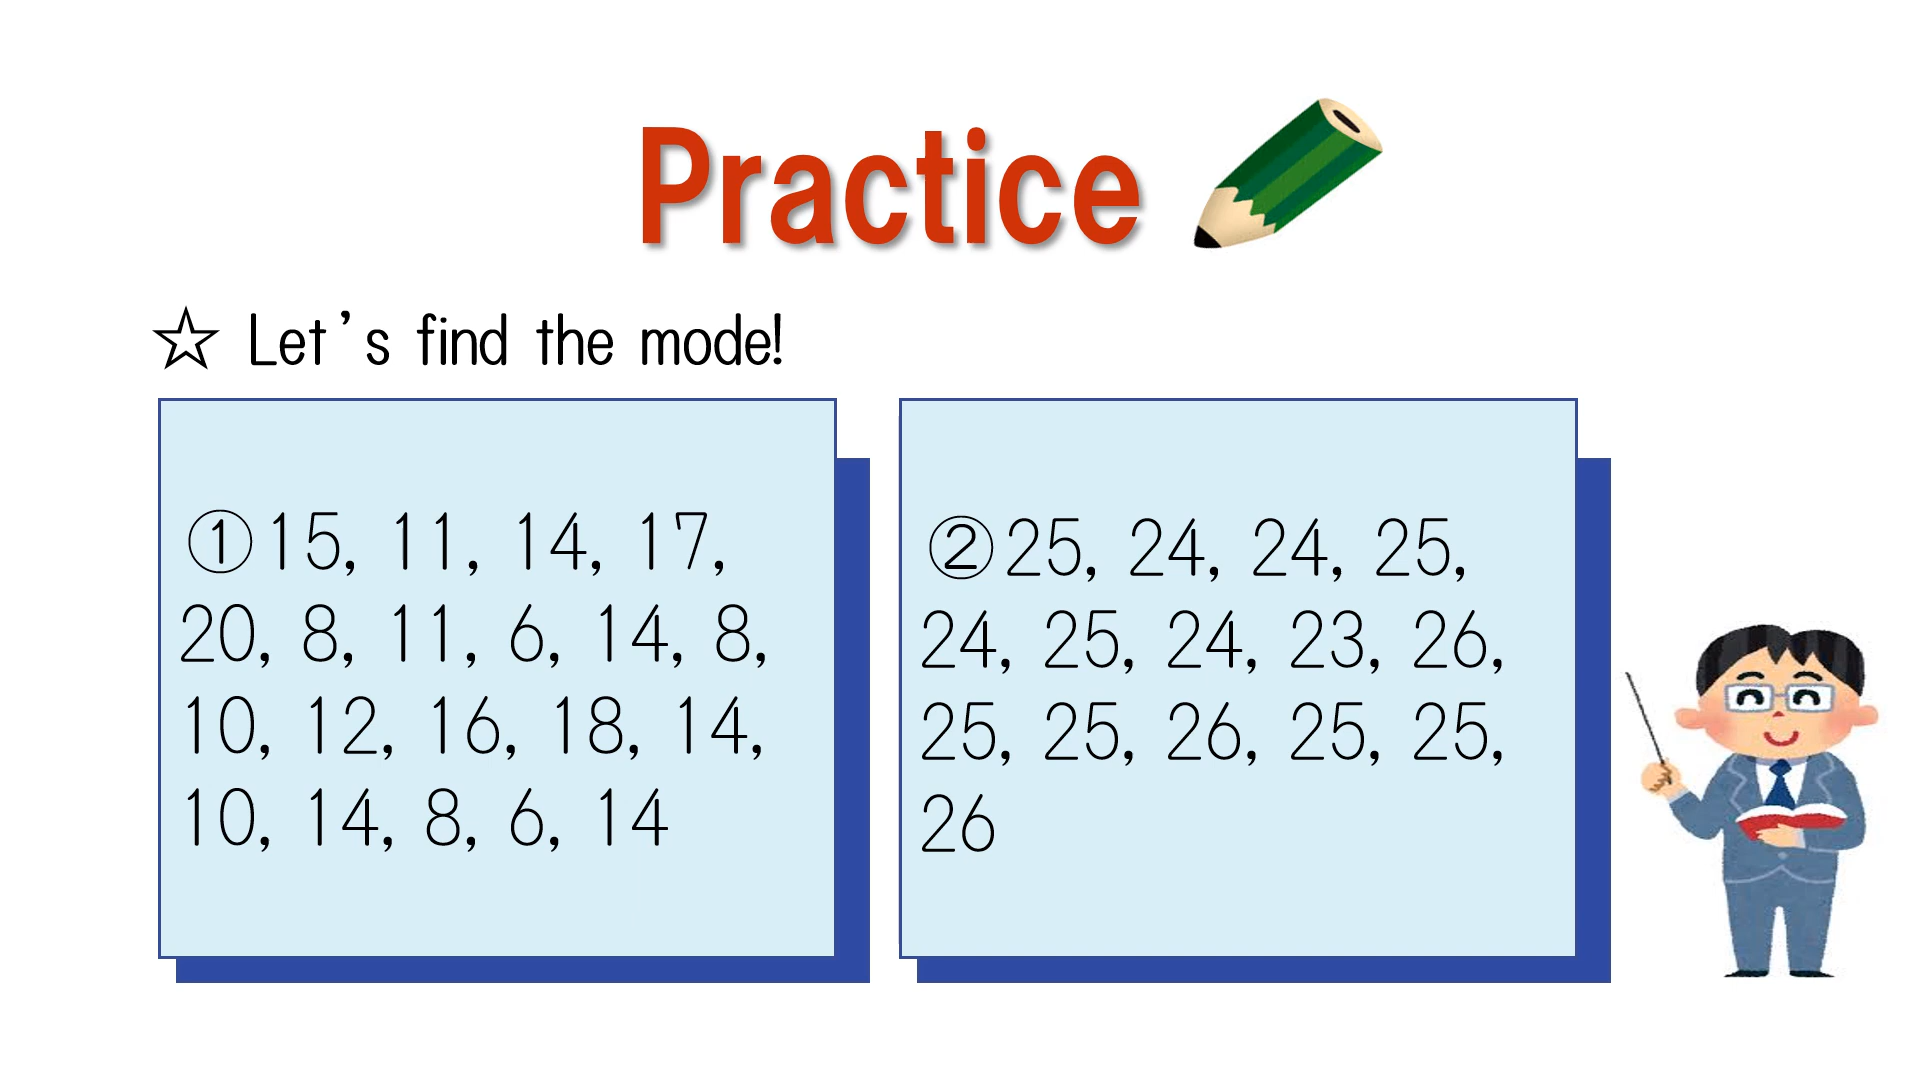 Practice
☆ Let's find the mode!
①15, 11, 14, 17,
20, 8, 11, 6, 14, 8,
10, 12, 16, 18, 14,
10, 14, 8, 6, 14
②25, 24, 24, 25,
24, 25, 24, 23, 26,
25, 25, 26, 25, 25,
26